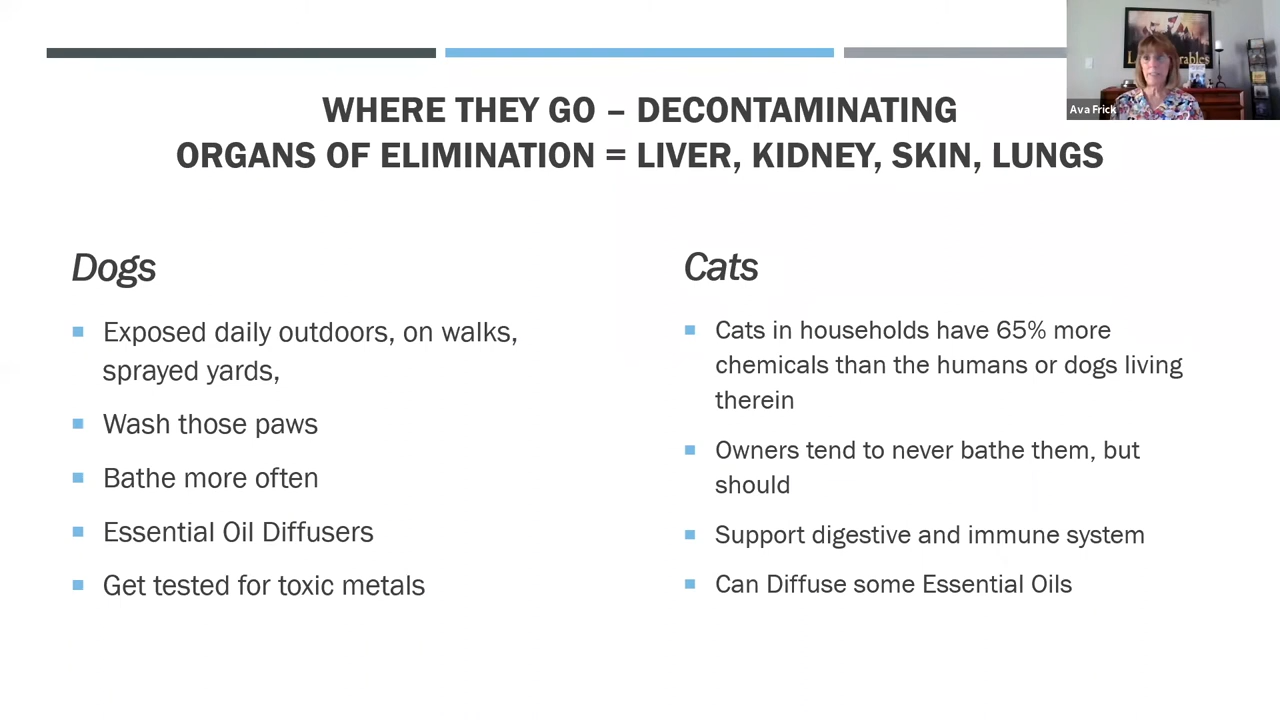 WHERE THEY GO – DECONTAMINATING
ORGANS OF ELIMINATION = LIVER, KIDNEY, SKIN, LUNGS
Ava Frick
Dogs
Exposed daily outdoors, on walks,
sprayed yards,
Wash those paws
Bathe more often
Essential Oil Diffusers
Get tested for toxic metals
Cats
Cats in households have 65% more
chemicals than the humans or dogs living
therein
Owners tend to never bathe them, but
should
Support digestive and immune system
Can Diffuse some Essential Oils